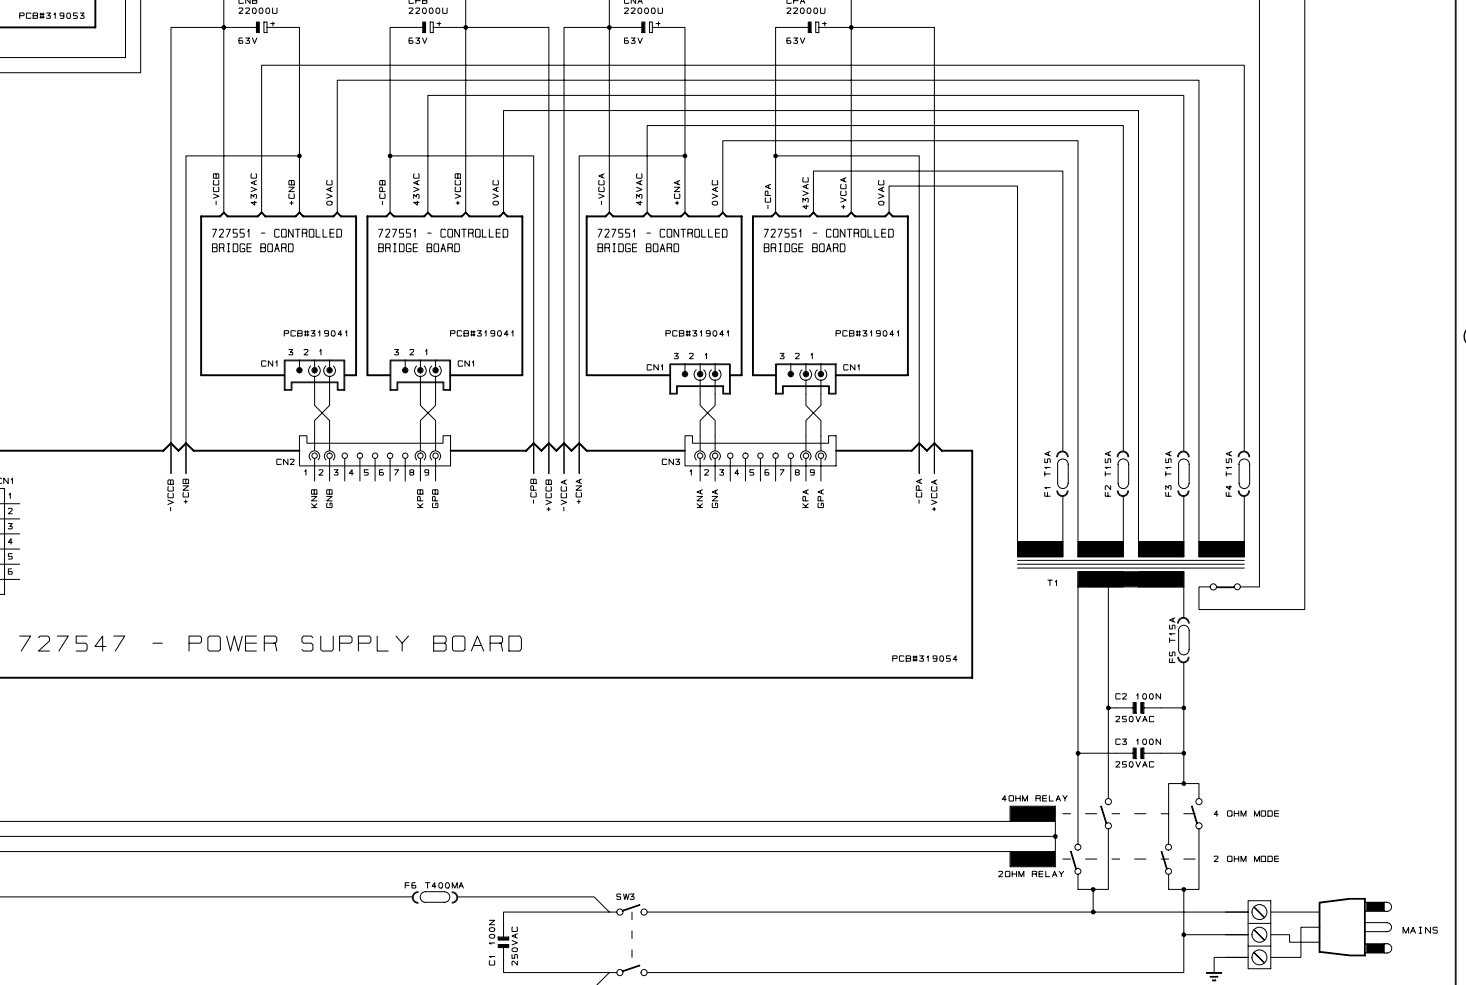 PCB#319053
CNB
22000U
63V
CPB
22000U
63V
CNA
22000U
63V
CPA
22000U
63V
-VCCB
43VAC
+CNB
0VAC
-CPB
43VAC
+VCCB
0VAC
-VCCA
43VAC
+CNA
0VAC
-CPA
43VAC
+VCCA
0VAC
727551 - CONTROLLED
BRIDGE BOARD
727551 - CONTROLLED
BRIDGE BOARD
727551 - CONTROLLED
BRIDGE BOARD
727551 - CONTROLLED
BRIDGE BOARD
PCB#319041
PCB#319041
PCB#319041
PCB#319041
3 2 1
CN1
3 2 1
CN1
3 2 1
CN1
3 2 1
CN1
CN2
1 2 3 4 5 6 7 8 9
CN3
1 2 3 4 5 6 7 8 9
-VCCB
+CNB
KNB
GNB
KPB
GPB
-CPB
+VCCB
-VCCA
+CNA
KNA
GNA
KPA
GPA
-CPA
+VCCA
F1 T15A
F2 T15A
F3 T15A
F4 T15A
CN1
1
2
3
4
5
6
T1
727547 - POWER SUPPLY BOARD
PCB#319054
F5 T15A
C2 100N
250VAC
C3 100N
250VAC
4OHM RELAY
4 OHM MODE
2OHM RELAY
2 OHM MODE
F6 T400MA
SW3
C1 100N
250VAC
MAINS